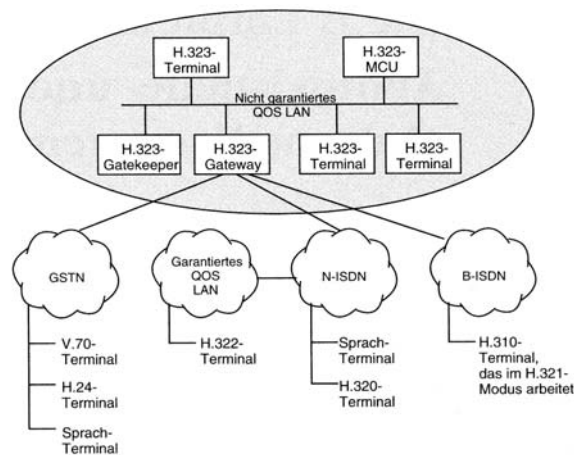 H.323-
Terminal
H.323-
MCU
Nicht garantiertes
QOS LAN
H.323-
Gatekeeper
H.323-
Gateway
H.323-
Terminal
H.323-
Terminal
GSTN
Garantiertes
QOS
LAN
N-ISDN
B-ISDN
V.70-
Terminal
H.24-
Terminal
Sprach-
Terminal
H.322-
Terminal
Sprach-
Terminal
H.320-
Terminal
H.310-
Terminal,
das im H.321-
Modus arbeitet